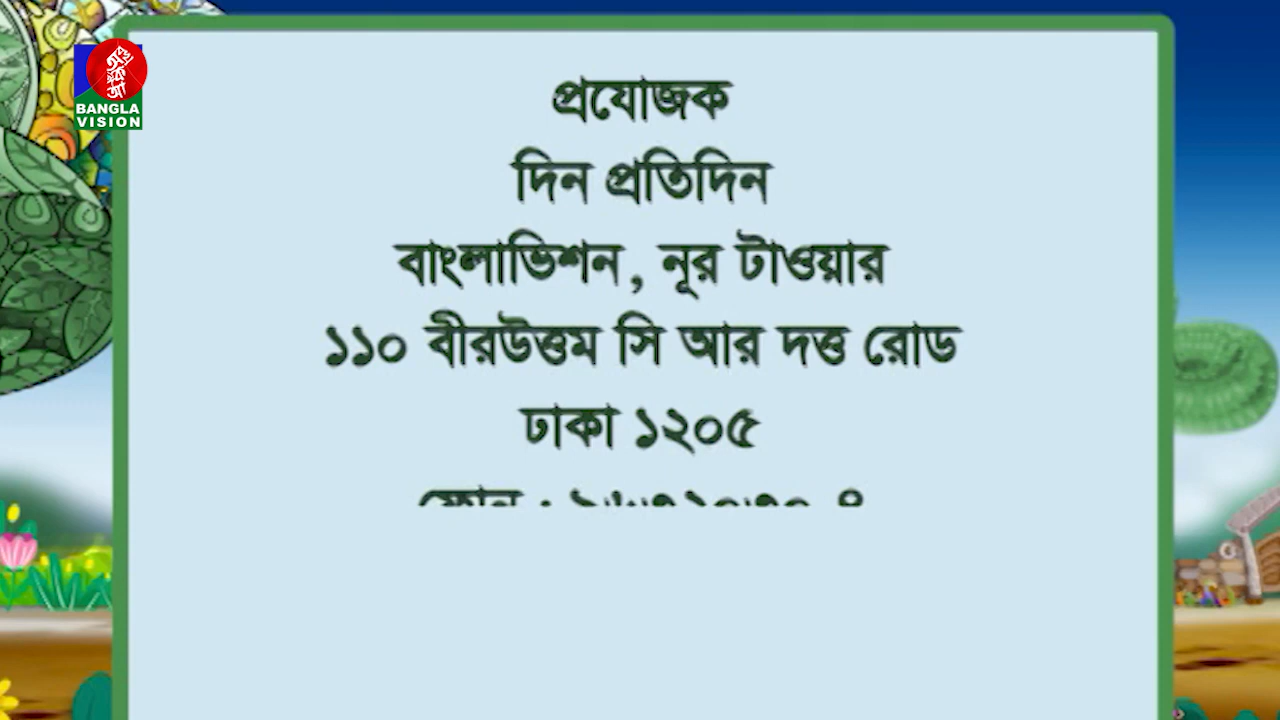 BANGLA
VISION
প্রযোজক
দিন প্রতিদিন
বাংলাভিশন, নূর টাওয়ার
১১০ বীরউত্তম সি আর দত্ত রোড
ঢাকা ১২০৫
ফোন :